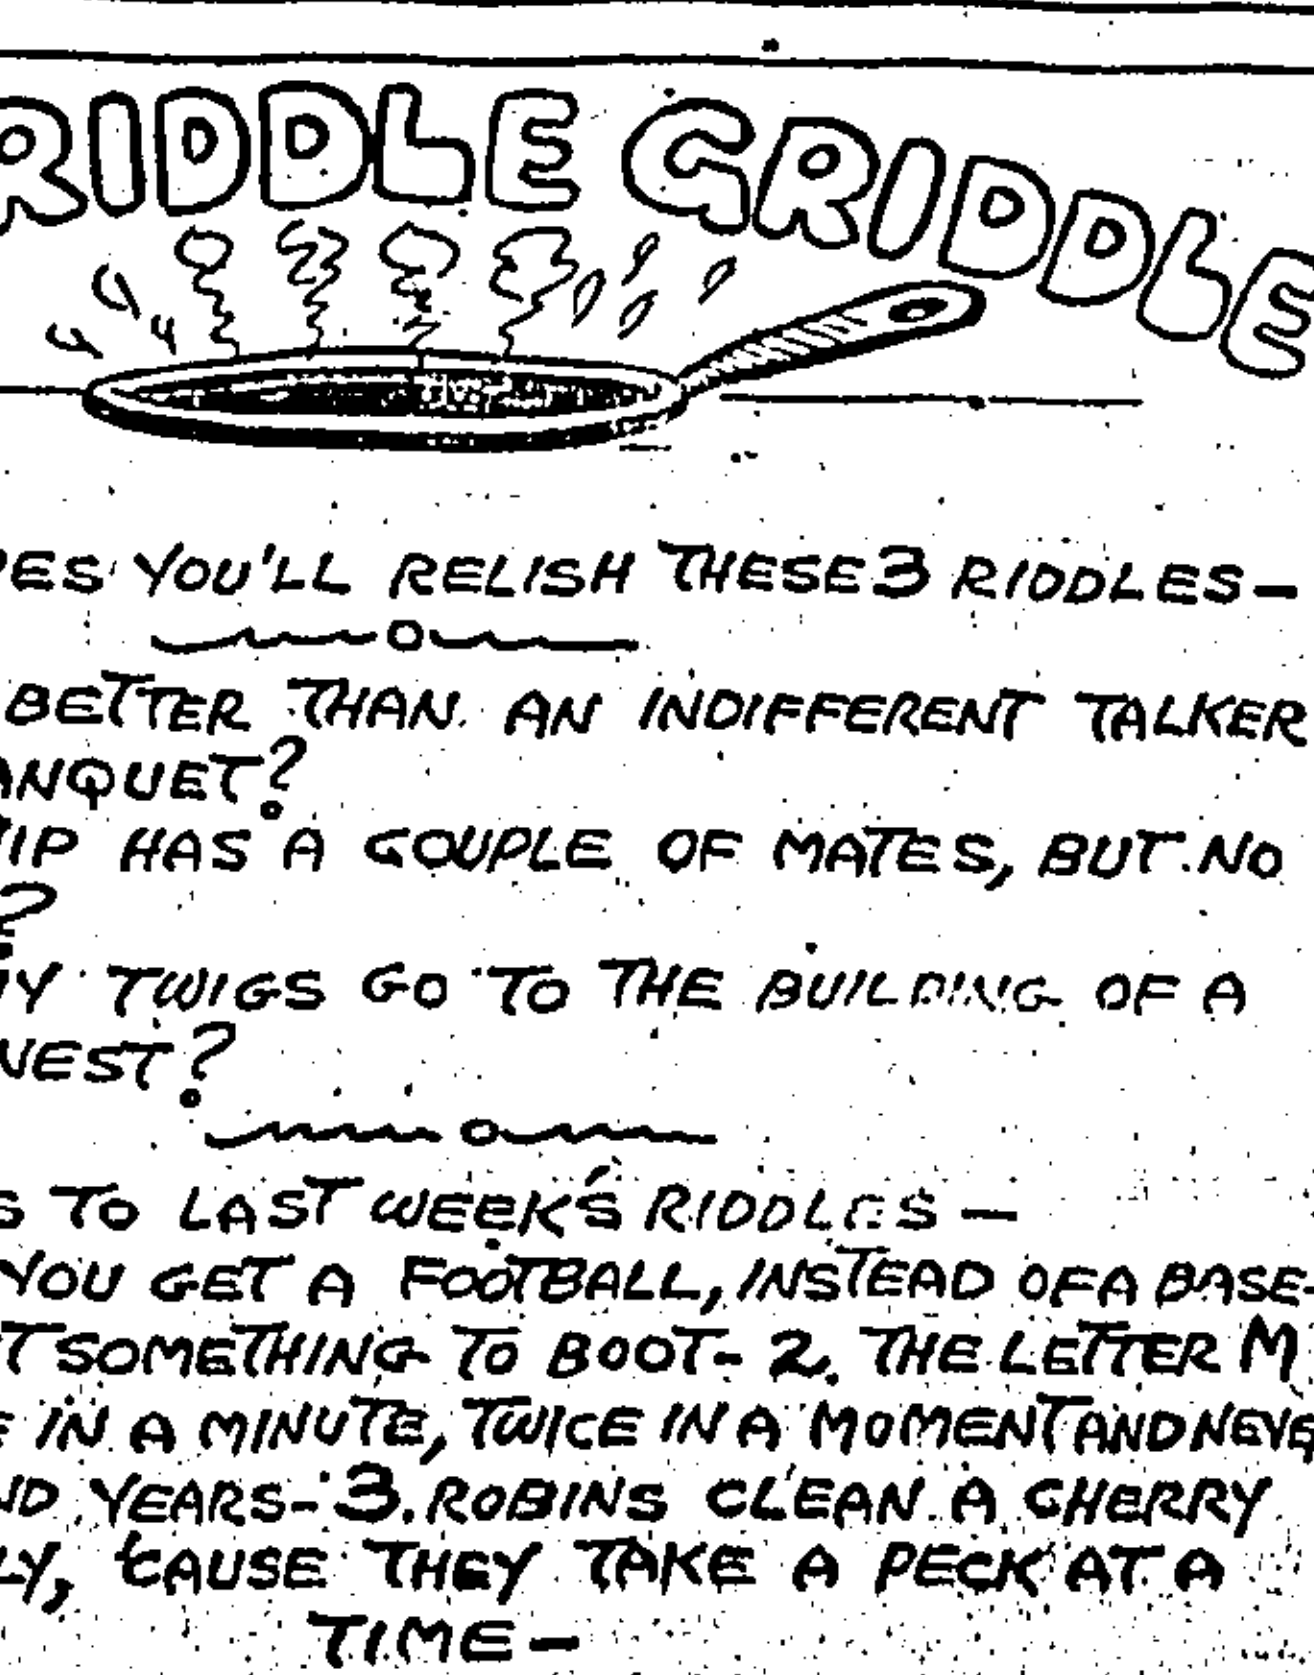 RIDDLE GRIDDLE
YOU'LL RELISH THESE 3 RIDDLES—
BETTER THAN AN INDIFFERENT TALKER
ANQUET?
HAS A COUPLE OF MATES, BUT NO
?
TWIGS GO TO THE BUILDING OF A
NEST?
S TO LAST WEEK'S RIDDLES—
YOU GET A FOOTBALL, INSTEAD OF A BASE-
T SOMETHING TO BOOT- 2. THE LETTER M
E IN A MINUTE, TWICE IN A MOMENT AND NEVE
ND YEARS- 3. ROBINS CLEAN A CHERRY
LY, 'CAUSE THEY TAKE A PECK AT A
TIME—